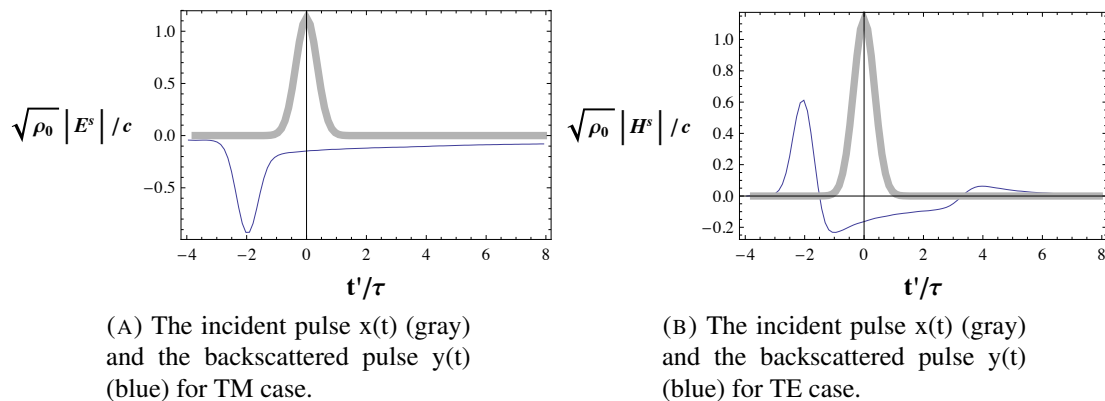 1.0
0.5
√ρ₀ |Eˢ| / c
0.0
−0.5
−4 −2 0 2 4 6 8
t'/τ
(A) The incident pulse x(t) (gray)
and the backscattered pulse y(t)
(blue) for TM case.
1.0
0.8
0.6
√ρ₀ |Hˢ| / c
0.4
0.2
0.0
−0.2
−4 −2 0 2 4 6 8
t'/τ
(B) The incident pulse x(t) (gray)
and the backscattered pulse y(t)
(blue) for TE case.